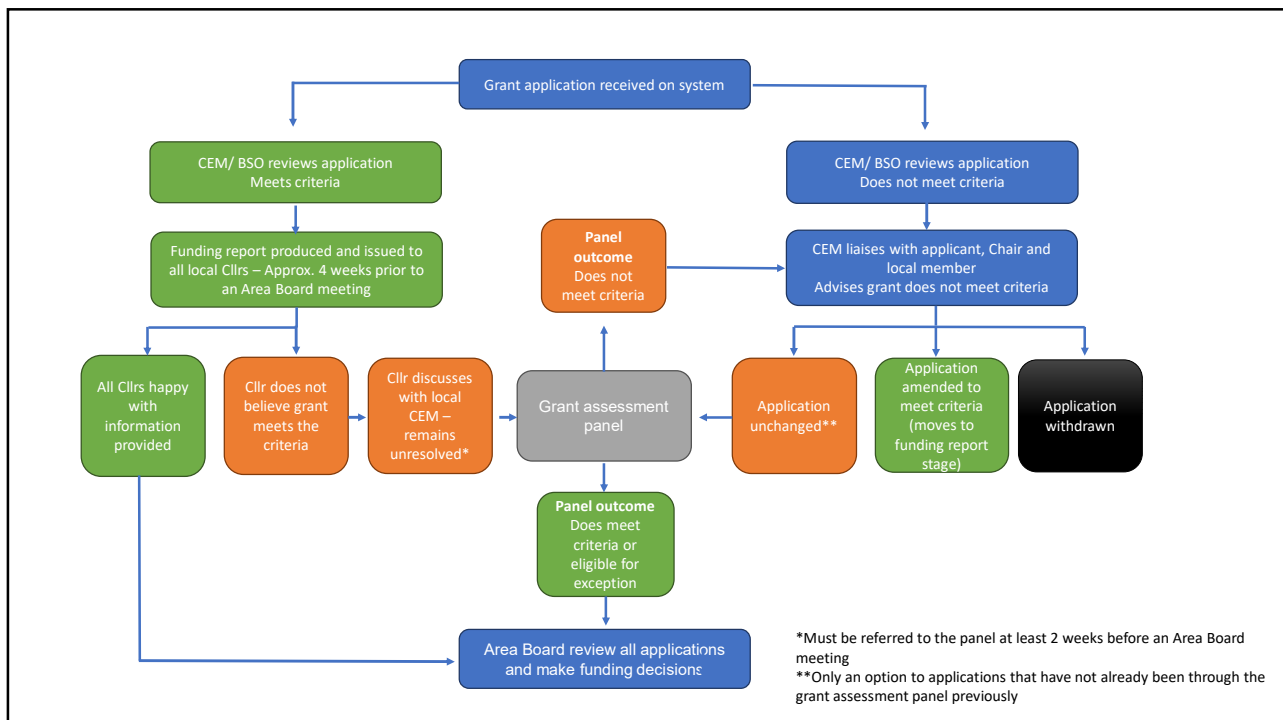 Grant application received on system
CEM/ BSO reviews application
Meets criteria
CEM/ BSO reviews application
Does not meet criteria
Funding report produced and issued to
all local Cllrs – Approx. 4 weeks prior to
an Area Board meeting
Panel
outcome
Does not
meet criteria
CEM liaises with applicant, Chair and
local member
Advises grant does not meet criteria
All Cllrs happy
with
information
provided
Cllr does not
believe grant
meets the
criteria
Cllr discusses
with local
CEM –
remains
unresolved*
Grant assessment
panel
Application
unchanged**
Application
amended to
meet criteria
(moves to
funding report
stage)
Application
withdrawn
Panel outcome
Does meet
criteria or
eligible for
exception
Area Board review all applications
and make funding decisions
*Must be referred to the panel at least 2 weeks before an Area Board
meeting
**Only an option to applications that have not already been through the
grant assessment panel previously